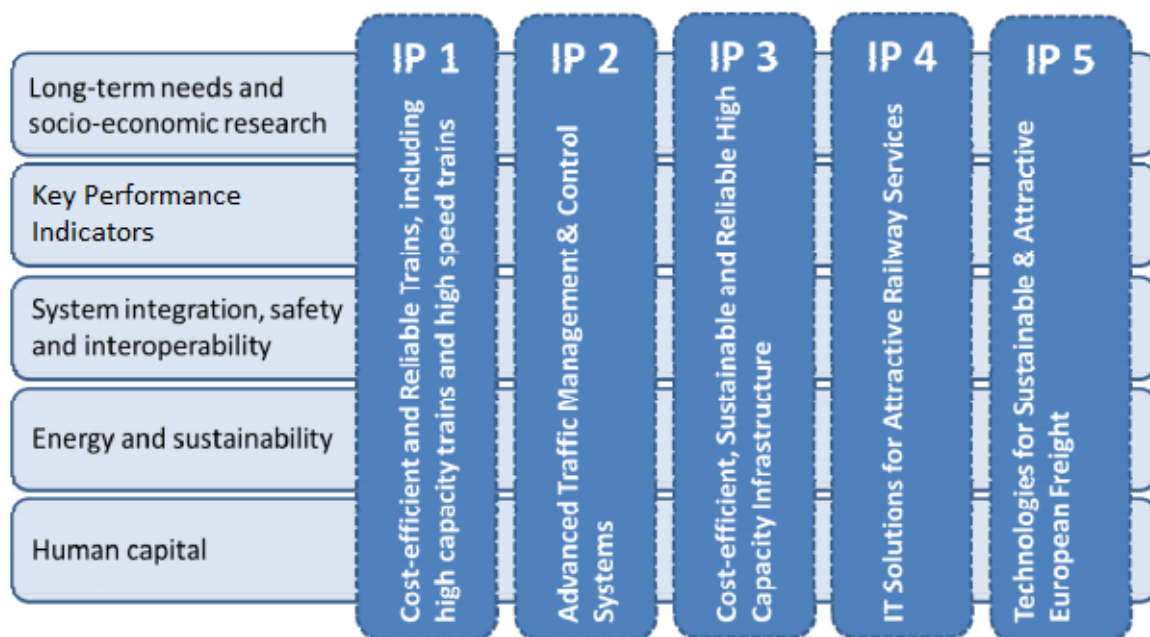 Long-term needs and
socio-economic research
Key Performance
Indicators
System integration, safety
and interoperability
Energy and sustainability
Human capital
IP 1
Cost-efficient and Reliable Trains, including
high capacity trains and high speed trains
IP 2
Advanced Traffic Management & Control
Systems
IP 3
Cost-efficient, Sustainable and Reliable High
Capacity Infrastructure
IP 4
IT Solutions for Attractive Railway Services
IP 5
Technologies for Sustainable & Attractive
European Freight